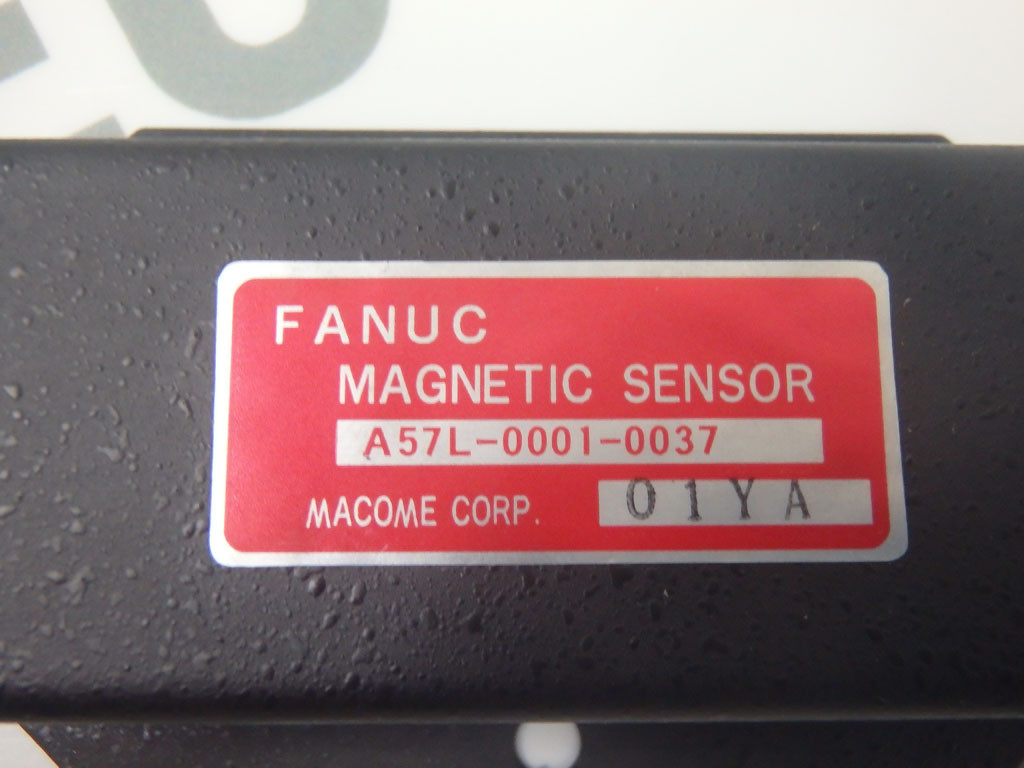 FANUC
MAGNETIC SENSOR
A57L-0001-0037
MACOME CORP. 01YA